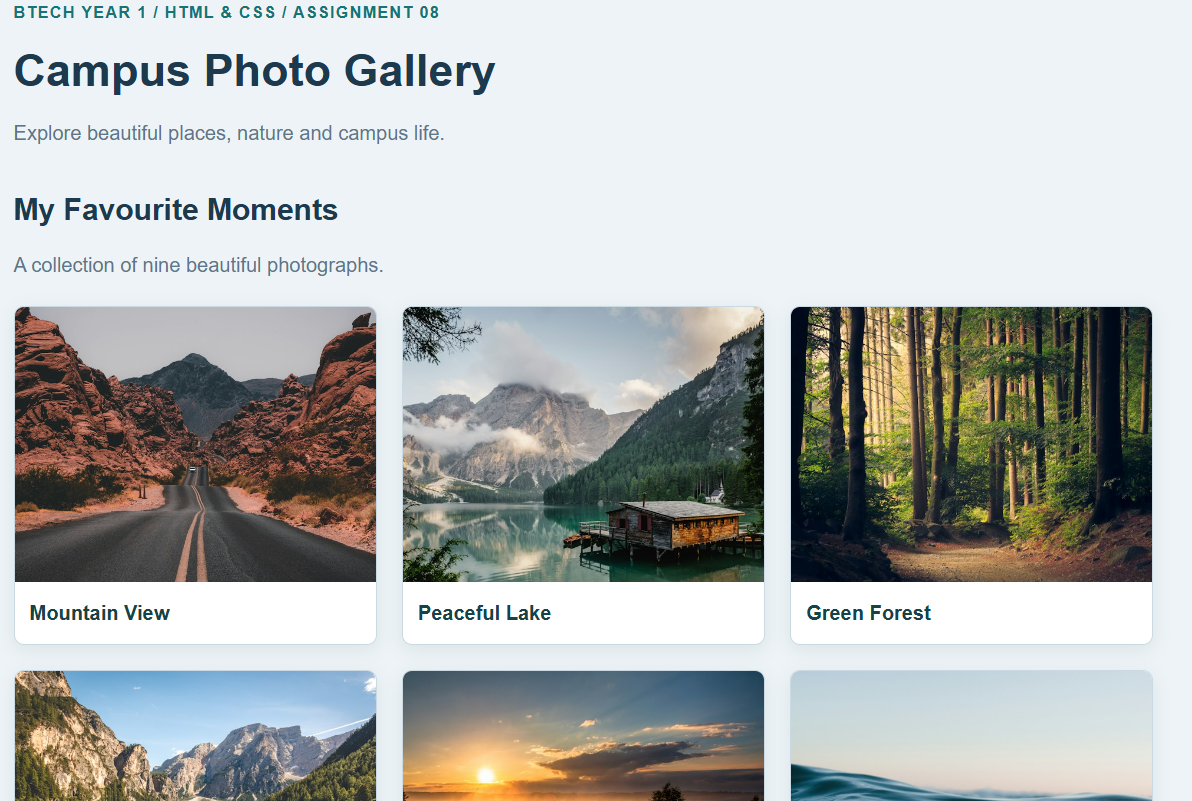 BTECH YEAR 1 / HTML & CSS / ASSIGNMENT 08
Campus Photo Gallery
Explore beautiful places, nature and campus life.
My Favourite Moments
A collection of nine beautiful photographs.
Mountain View
Peaceful Lake
Green Forest